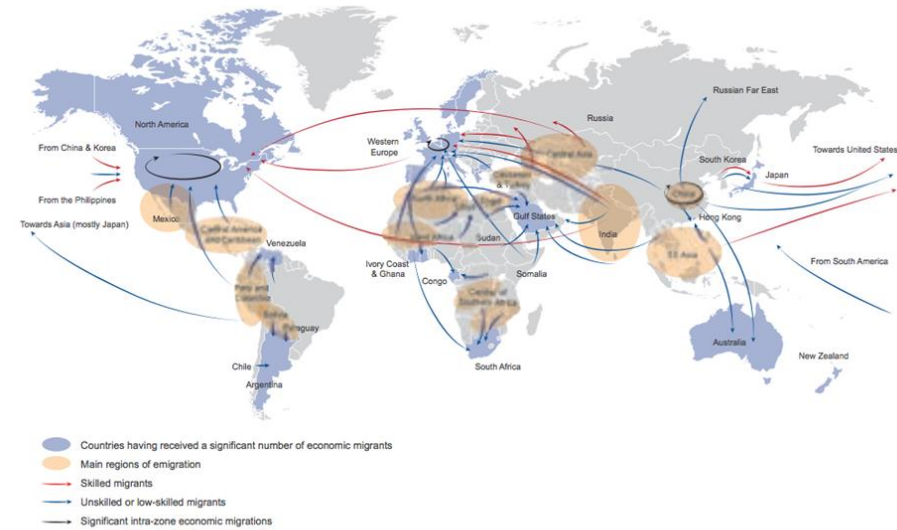 Russian Far East
North America
Russia
From China & Korea
Western
Europe
Towards United States
South Korea
Japan
Central Asia
& Turkey
China
From the Philippines
North Africa
Mexico
Gulf States
Hong Kong
Towards Asia (mostly Japan)
Central America
and Caribbean
India
Sudan
Venezuela
SE Asia
Ivory Coast
& Ghana
Somalia
From South America
Congo
Peru and
Colombia
Central of
Southern Africa
Bolivia
Paraguay
Australia
New Zealand
Chile
South Africa
Argentina
Countries having received a significant number of economic migrants
Main regions of emigration
Skilled migrants
Unskilled or low-skilled migrants
Significant intra-zone economic migrations